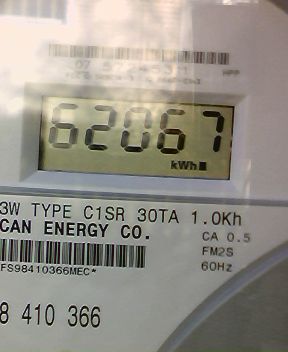 62067
kWh
3W TYPE C1SR 30TA 1.0Kh
CAN ENERGY CO.
CA 0.5
FM2S
60Hz
FS98410366MEC*
8 410 366